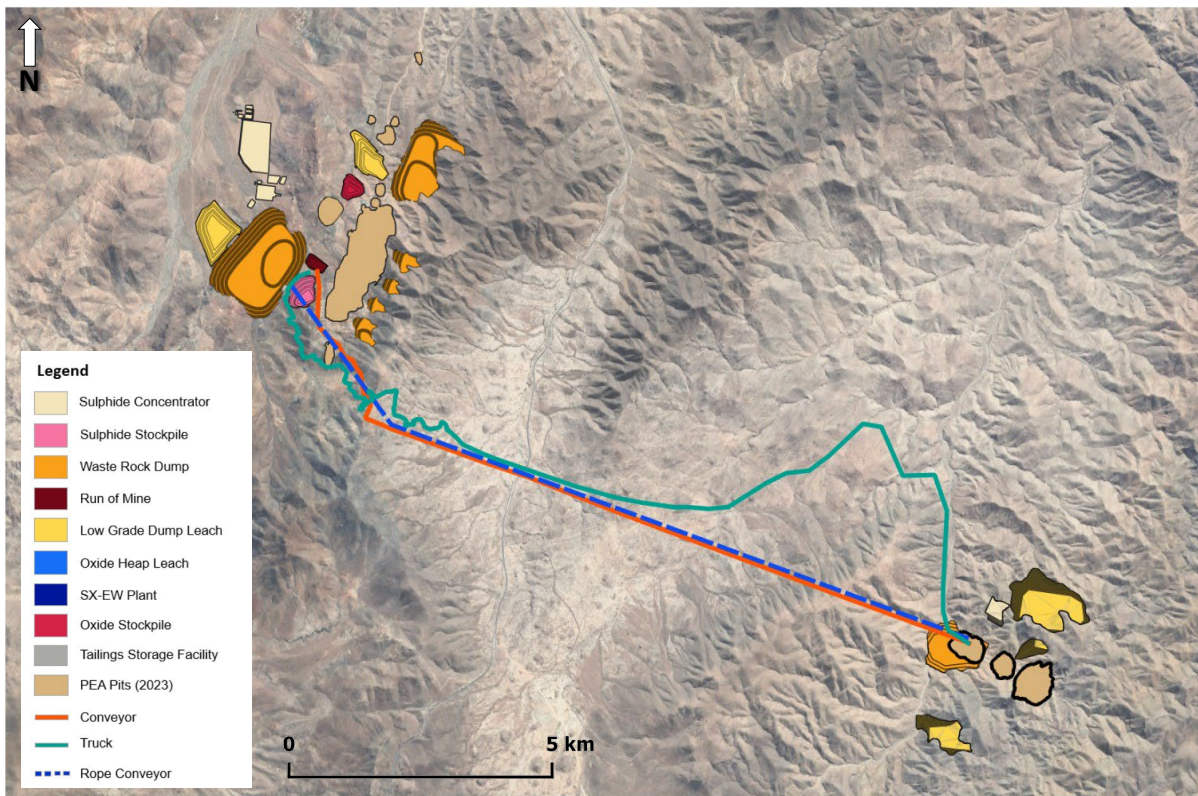 N
Legend
Sulphide Concentrator
Sulphide Stockpile
Waste Rock Dump
Run of Mine
Low Grade Dump Leach
Oxide Heap Leach
SX-EW Plant
Oxide Stockpile
Tailings Storage Facility
PEA Pits (2023)
Conveyor
Truck
Rope Conveyor
0
5 km